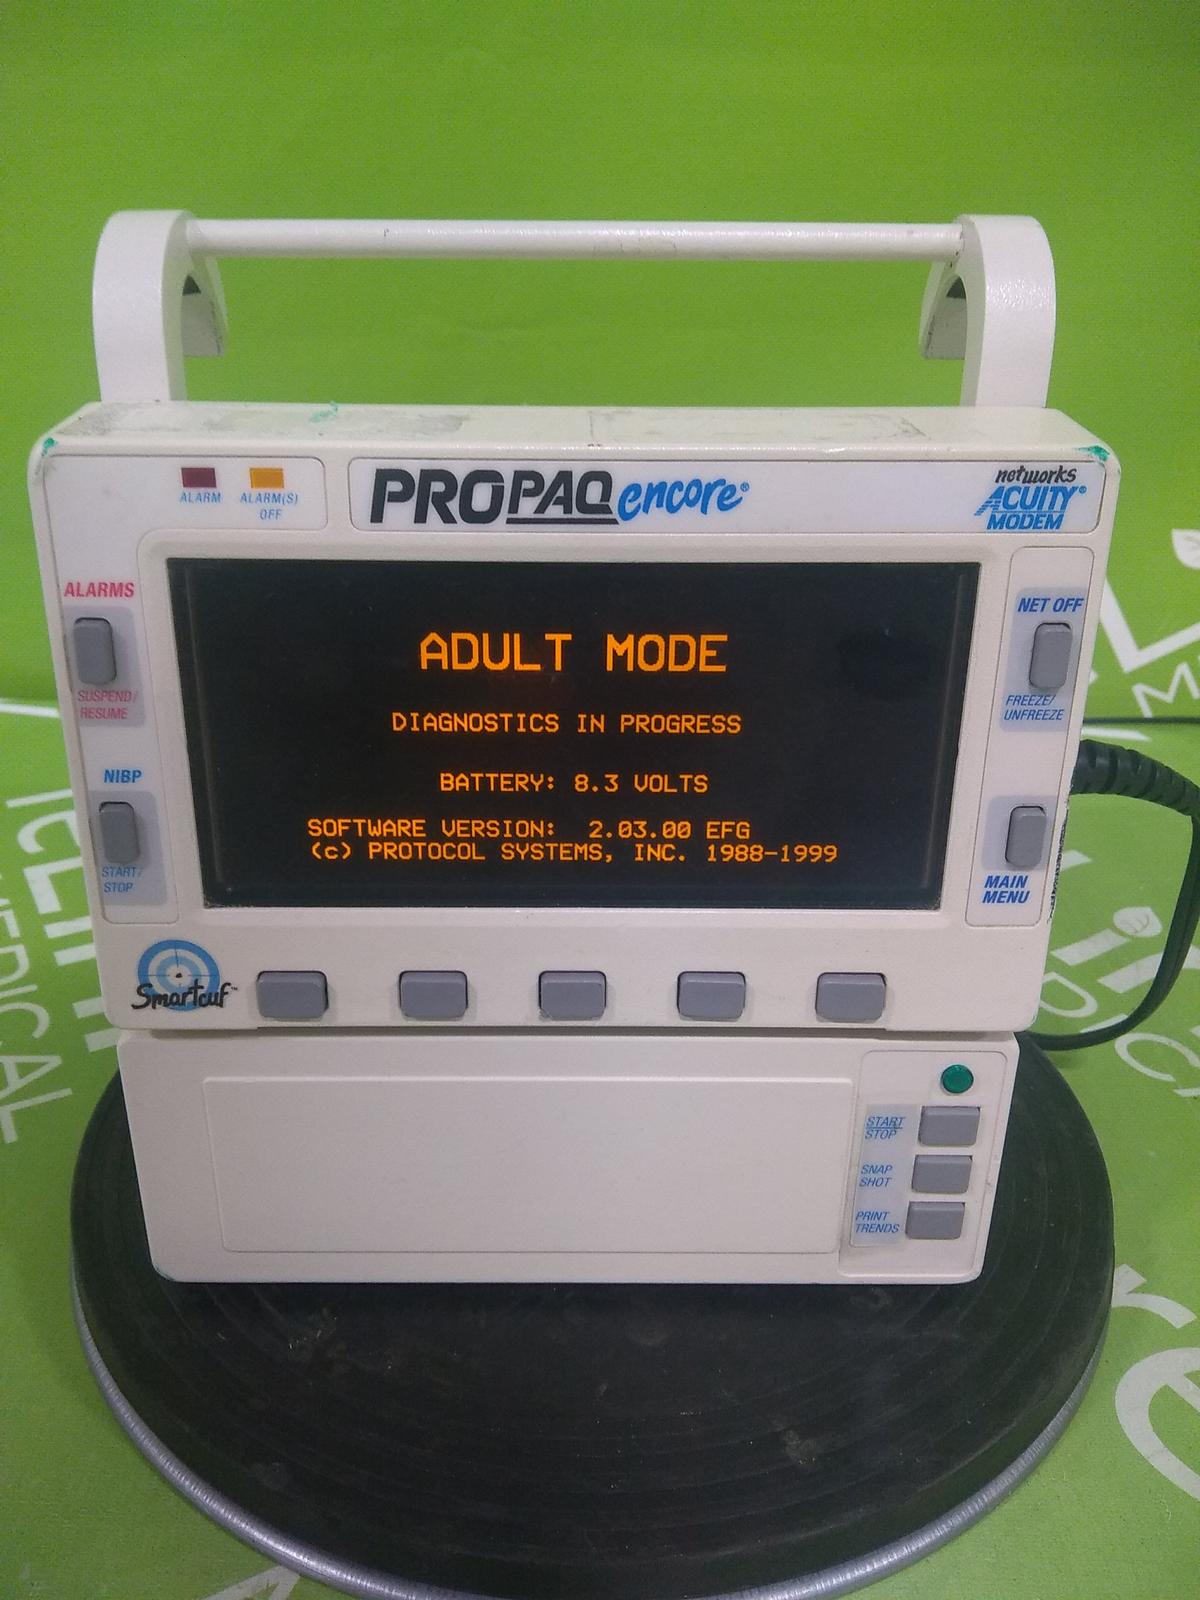 PROPAQ encore®
networks
ACUITY®
MODEM
ALARM
ALARM(S)
OFF
ALARMS
SUSPEND/
RESUME
NIBP
START/
STOP
NET OFF
FREEZE/
UNFREEZE
MAIN
MENU
ADULT MODE
DIAGNOSTICS IN PROGRESS
BATTERY: 8.3 VOLTS
SOFTWARE VERSION: 2.03.00 EFG
(c) PROTOCOL SYSTEMS, INC. 1988-1999
Smartcuf™
START
STOP
SNAP
SHOT
PRINT
TRENDS